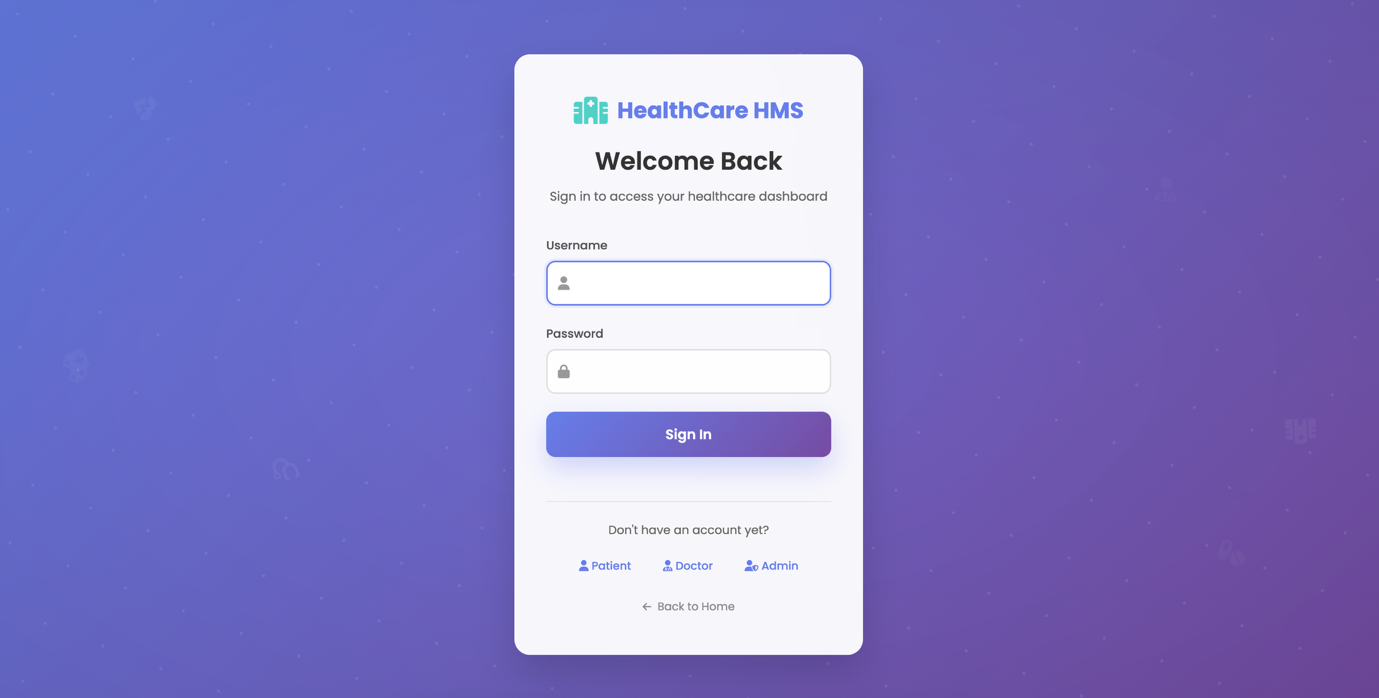 HealthCare HMS
Welcome Back
Sign in to access your healthcare dashboard
Username
Password
Sign In
Don't have an account yet?
Patient Doctor Admin
← Back to Home